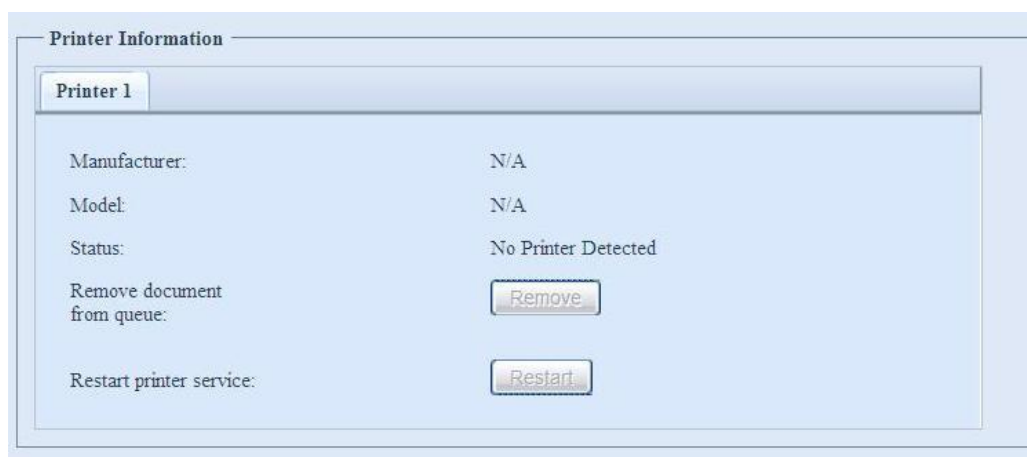 Printer Information
Printer 1
Manufacturer: N/A
Model: N/A
Status: No Printer Detected
Remove document
from queue: Remove
Restart printer service: Restart